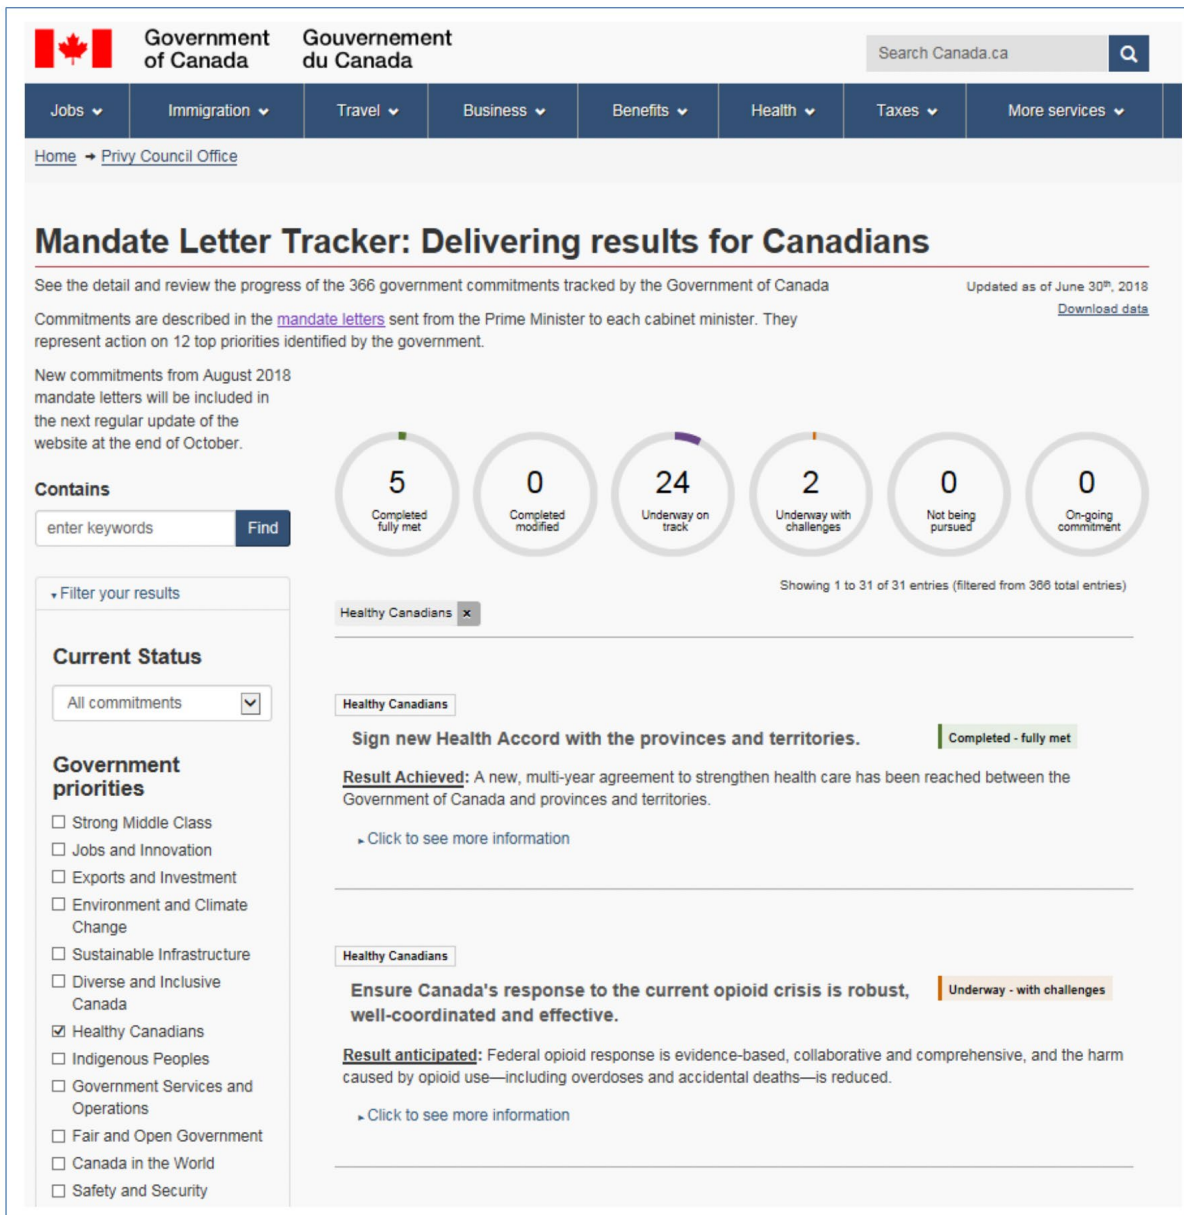 Government of Canada
Gouvernement du Canada
Search Canada.ca
Jobs
Immigration
Travel
Business
Benefits
Health
Taxes
More services
Home → Privy Council Office
Mandate Letter Tracker: Delivering results for Canadians
See the detail and review the progress of the 366 government commitments tracked by the Government of Canada
Updated as of June 30th, 2018
Download data
Commitments are described in the mandate letters sent from the Prime Minister to each cabinet minister. They
represent action on 12 top priorities identified by the government.
New commitments from August 2018
mandate letters will be included in
the next regular update of the
website at the end of October.
Contains
enter keywords
Find
5
Completed
fully met
0
Completed
modified
24
Underway on
track
2
Underway with
challenges
0
Not being
pursued
0
On-going
commitment
Showing 1 to 31 of 31 entries (filtered from 366 total entries)
Healthy Canadians x
▾ Filter your results
Current Status
All commitments
Government
priorities
☐ Strong Middle Class
☐ Jobs and Innovation
☐ Exports and Investment
☐ Environment and Climate
Change
☐ Sustainable Infrastructure
☐ Diverse and Inclusive
Canada
☑ Healthy Canadians
☐ Indigenous Peoples
☐ Government Services and
Operations
☐ Fair and Open Government
☐ Canada in the World
☐ Safety and Security
Healthy Canadians
Sign new Health Accord with the provinces and territories.
Completed - fully met
Result Achieved: A new, multi-year agreement to strengthen health care has been reached between the
Government of Canada and provinces and territories.
▸ Click to see more information
Healthy Canadians
Ensure Canada's response to the current opioid crisis is robust,
well-coordinated and effective.
Underway - with challenges
Result anticipated: Federal opioid response is evidence-based, collaborative and comprehensive, and the harm
caused by opioid use—including overdoses and accidental deaths—is reduced.
▸ Click to see more information